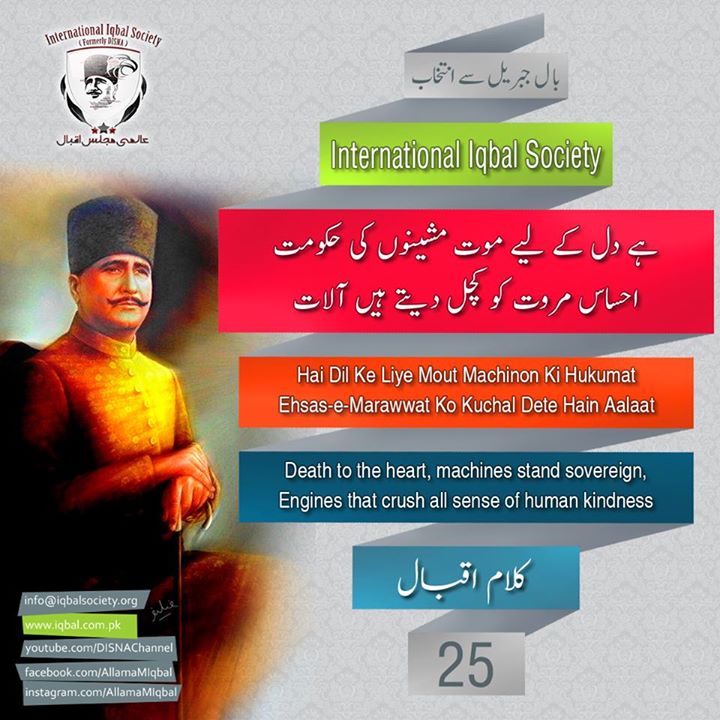 International Iqbal Society
(Formerly DISNA)
عالمی مجلس اقبال
بال جبریل سے انتخاب
International Iqbal Society
ہے دل کے لیے موت مشینوں کی حکومت
احساس مروت کو کچل دیتے ہیں آلات
Hai Dil Ke Liye Mout Machinon Ki Hukumat
Ehsas-e-Marawwat Ko Kuchal Dete Hain Aalaat
Death to the heart, machines stand sovereign,
Engines that crush all sense of human kindness
کلام اقبال
25
info@iqbalsociety.org
www.iqbal.com.pk
youtube.com/DISNAChannel
facebook.com/AllamaMIqbal
instagram.com/AllamaMIqbal